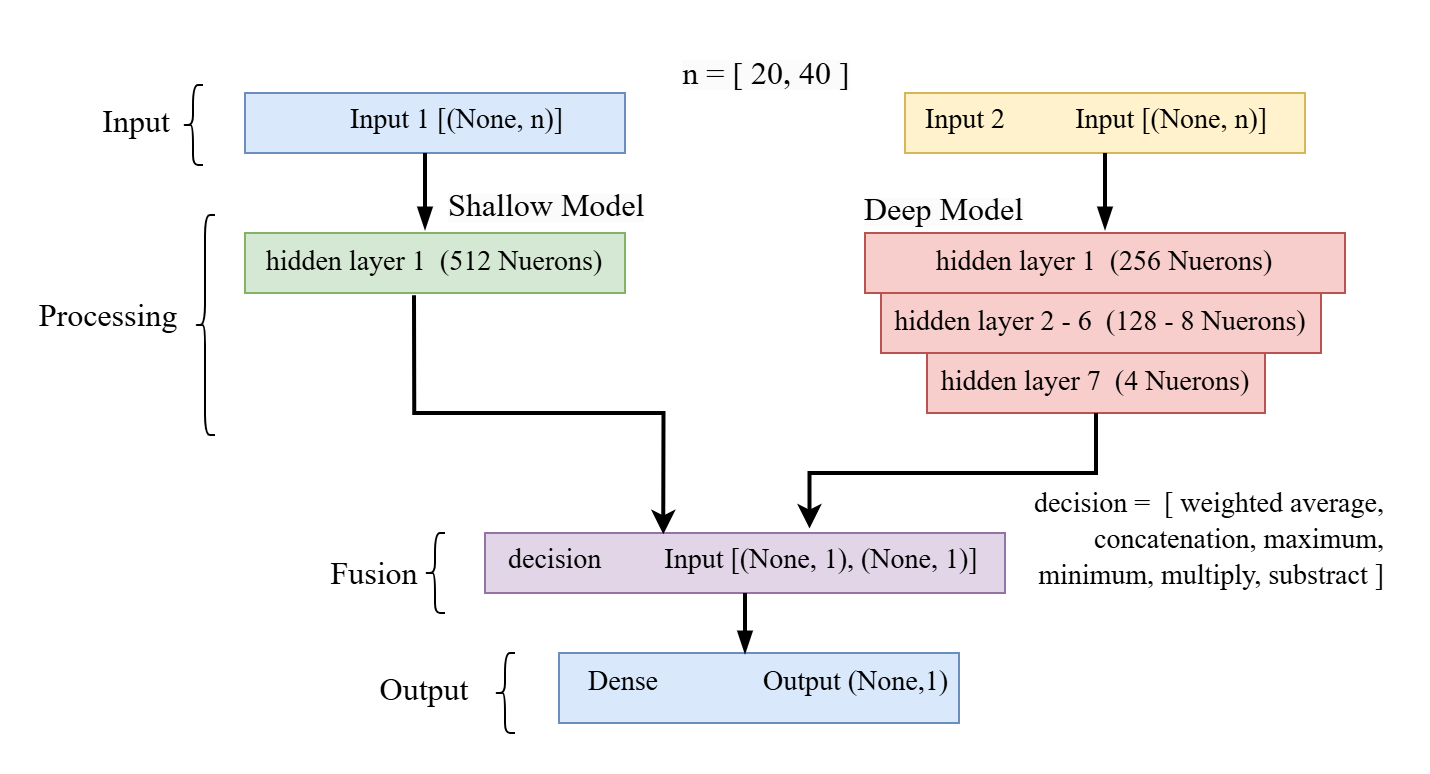 n = [ 20, 40 ]
Input
Input 1 [(None, n)]
Input 2 Input [(None, n)]
Shallow Model
Deep Model
hidden layer 1 (512 Nuerons)
hidden layer 1 (256 Nuerons)
Processing
hidden layer 2 - 6 (128 - 8 Nuerons)
hidden layer 7 (4 Nuerons)
decision = [ weighted average,
concatenation, maximum,
minimum, multiply, substract ]
Fusion
decision Input [(None, 1), (None, 1)]
Output
Dense Output (None,1)